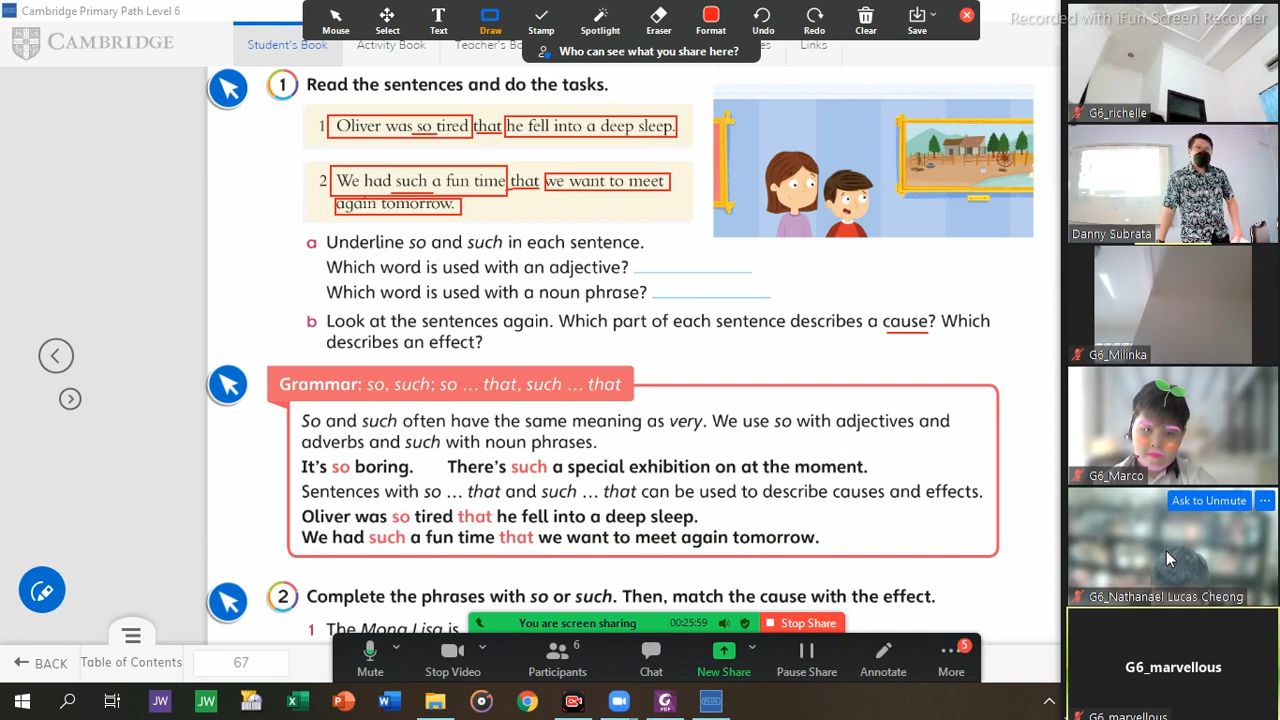 Cambridge Primary Path Level 6
Mouse
Select
Text
Draw
Stamp
Spotlight
Eraser
Format
Undo
Redo
Clear
Save
Who can see what you share here?
Recorded with iFun Screen Recorder
CAMBRIDGE
Student's Book
Activity Book
Teacher's B
es
Links
1 Read the sentences and do the tasks.
1 Oliver was so tired that he fell into a deep sleep.
2 We had such a fun time that we want to meet
again tomorrow.
a Underline so and such in each sentence.
Which word is used with an adjective?
Which word is used with a noun phrase?
b Look at the sentences again. Which part of each sentence describes a cause? Which
describes an effect?
Grammar: so, such; so … that, such … that
So and such often have the same meaning as very. We use so with adjectives and
adverbs and such with noun phrases.
It's so boring. There's such a special exhibition on at the moment.
Sentences with so … that and such … that can be used to describe causes and effects.
Oliver was so tired that he fell into a deep sleep.
We had such a fun time that we want to meet again tomorrow.
2 Complete the phrases with so or such. Then, match the cause with the effect.
1 The Mona Lisa is
You are screen sharing
00:25:59
Stop Share
BACK
Table of Contents
67
Mute
Stop Video
6
Participants
Chat
New Share
Pause Share
Annotate
5
More
G6_richelle
Danny Subrata
G6_Milinka
G6_Marco
Ask to Unmute
G6_Nathanael Lucas Cheong
G6_marvellous
G6_marvellous
JW
JW